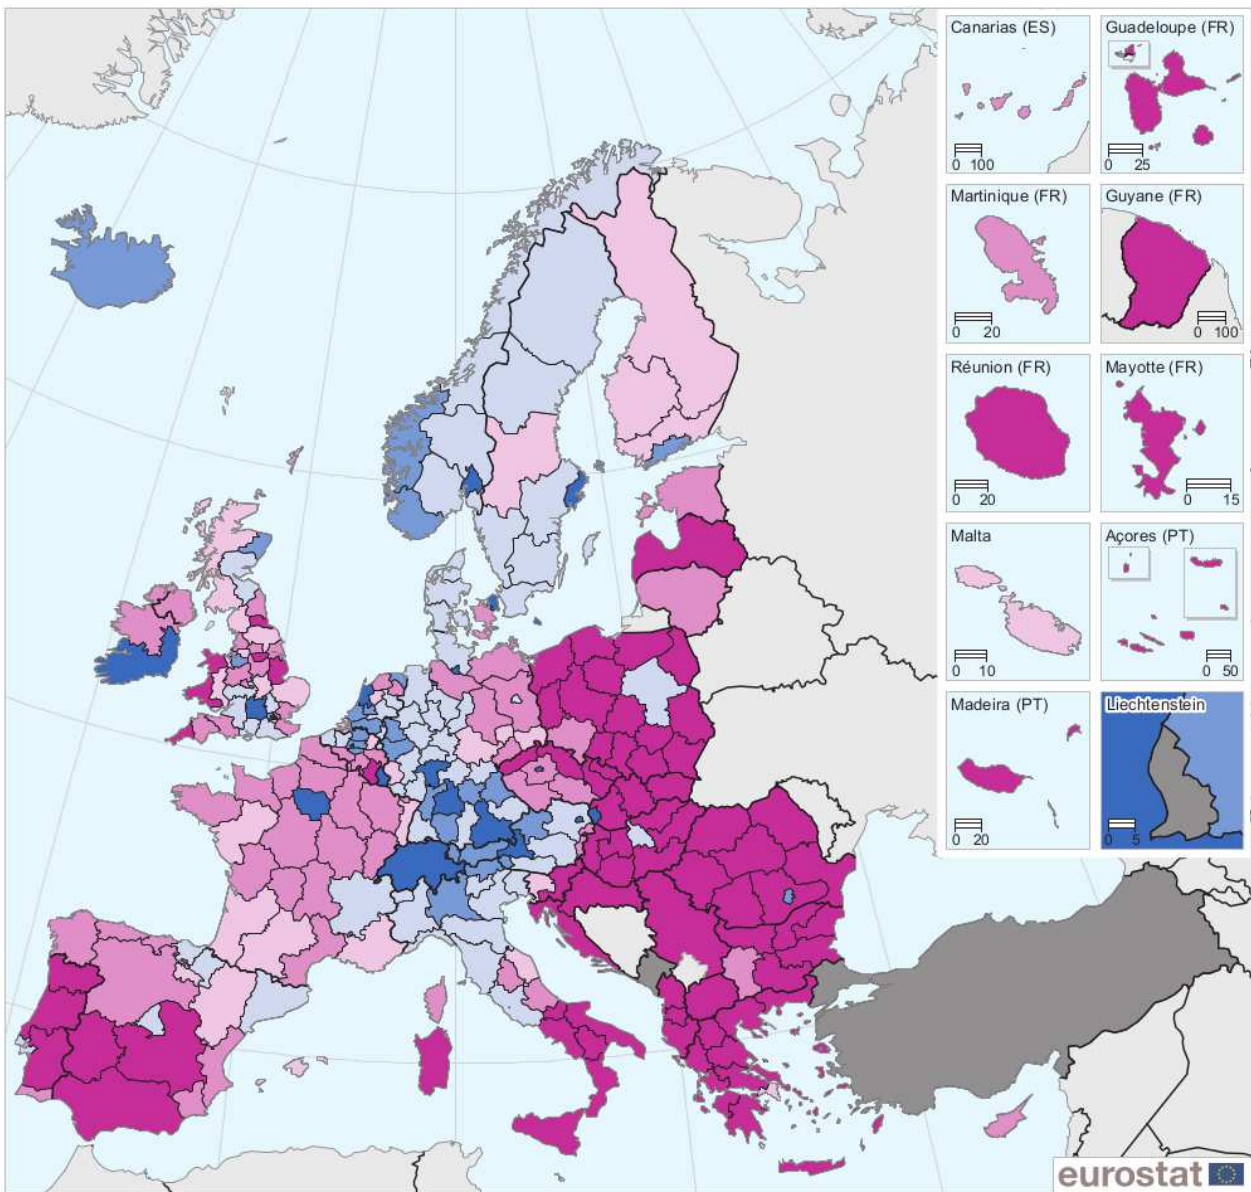 Canarias (ES)
0 100
Guadeloupe (FR)
0 25
Martinique (FR)
0 20
Guyane (FR)
0 100
Réunion (FR)
0 20
Mayotte (FR)
0 15
Malta
0 10
Açores (PT)
0 50
Madeira (PT)
0 20
Liechtenstein
0 5
eurostat